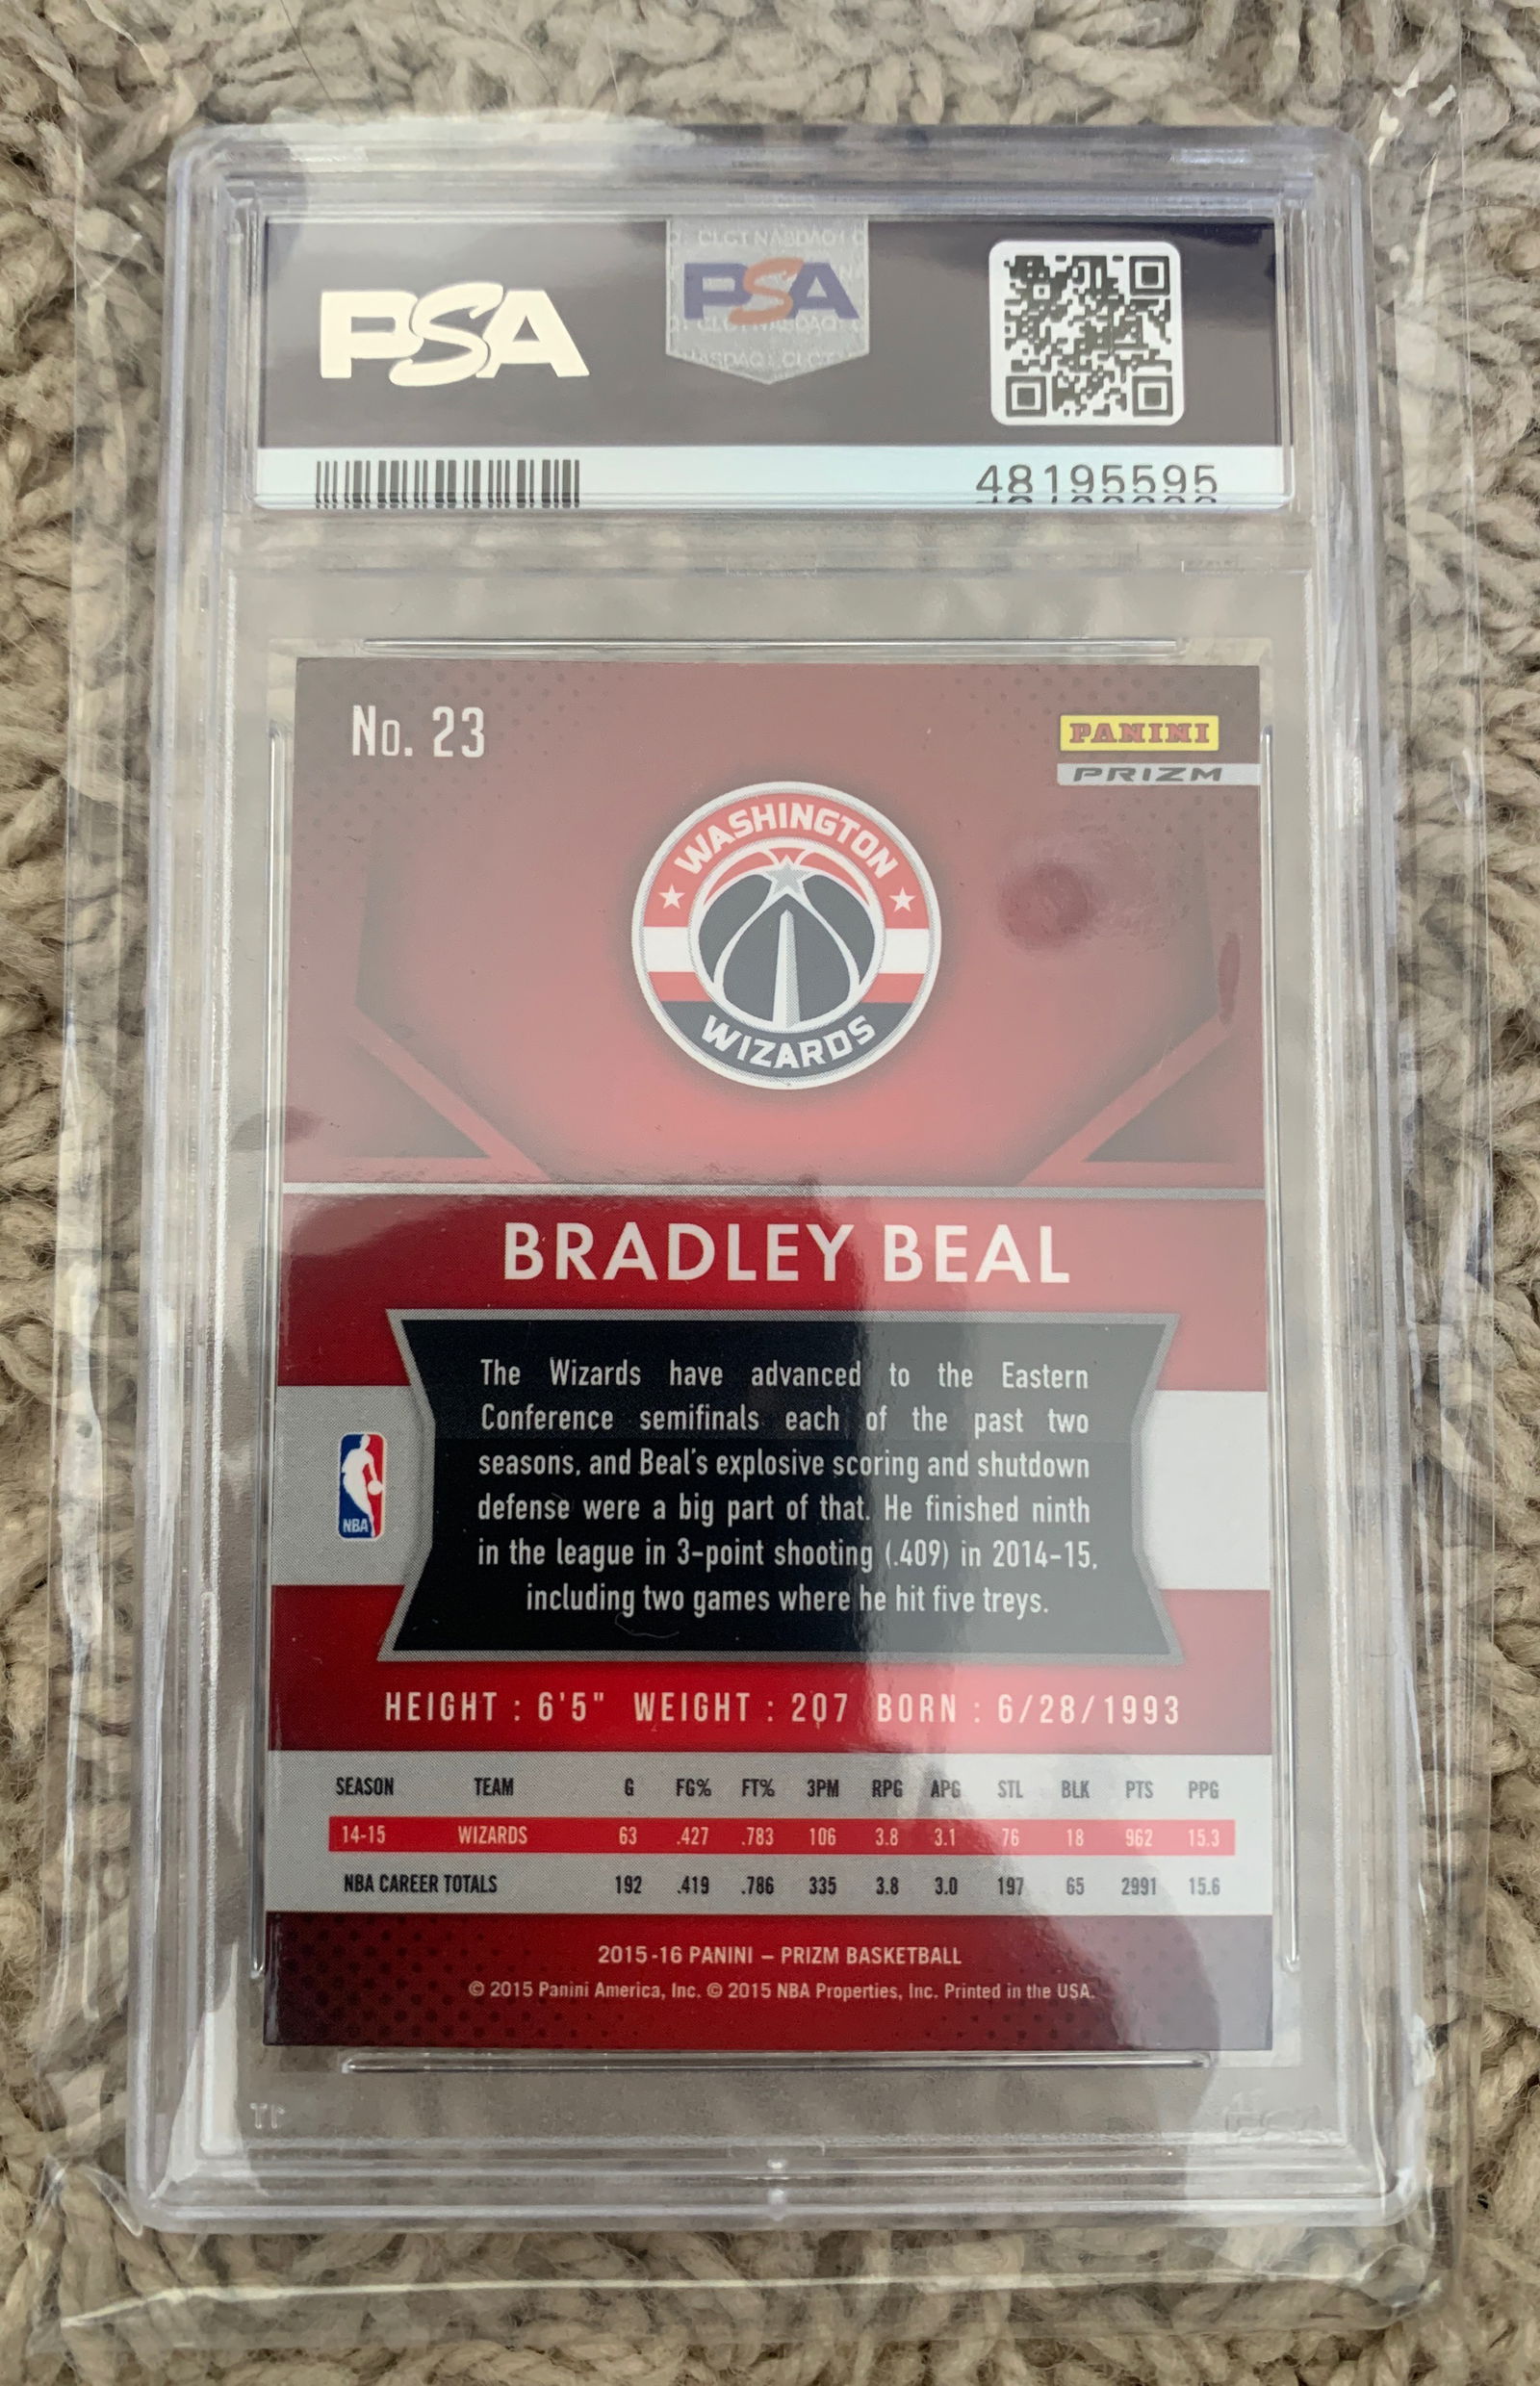 PSA
CLCT NASDAQ:
PSA
NASDAQ: CLCT
48195595
No. 23
PANINI
PRIZM
WASHINGTON
WIZARDS
BRADLEY BEAL
The Wizards have advanced to the Eastern
Conference semifinals each of the past two
seasons, and Beal's explosive scoring and shutdown
defense were a big part of that. He finished ninth
in the league in 3-point shooting (.409) in 2014-15,
including two games where he hit five treys.
NBA
HEIGHT : 6'5" WEIGHT : 207 BORN : 6/28/1993
SEASON TEAM G FG% FT% 3PM RPG APG STL BLK PTS PPG
14-15 WIZARDS 63 .427 .783 106 3.8 3.1 76 18 962 15.3
NBA CAREER TOTALS 192 .419 .786 335 3.8 3.0 197 65 2991 15.6
2015-16 PANINI – PRIZM BASKETBALL
© 2015 Panini America, Inc. © 2015 NBA Properties, Inc. Printed in the USA.